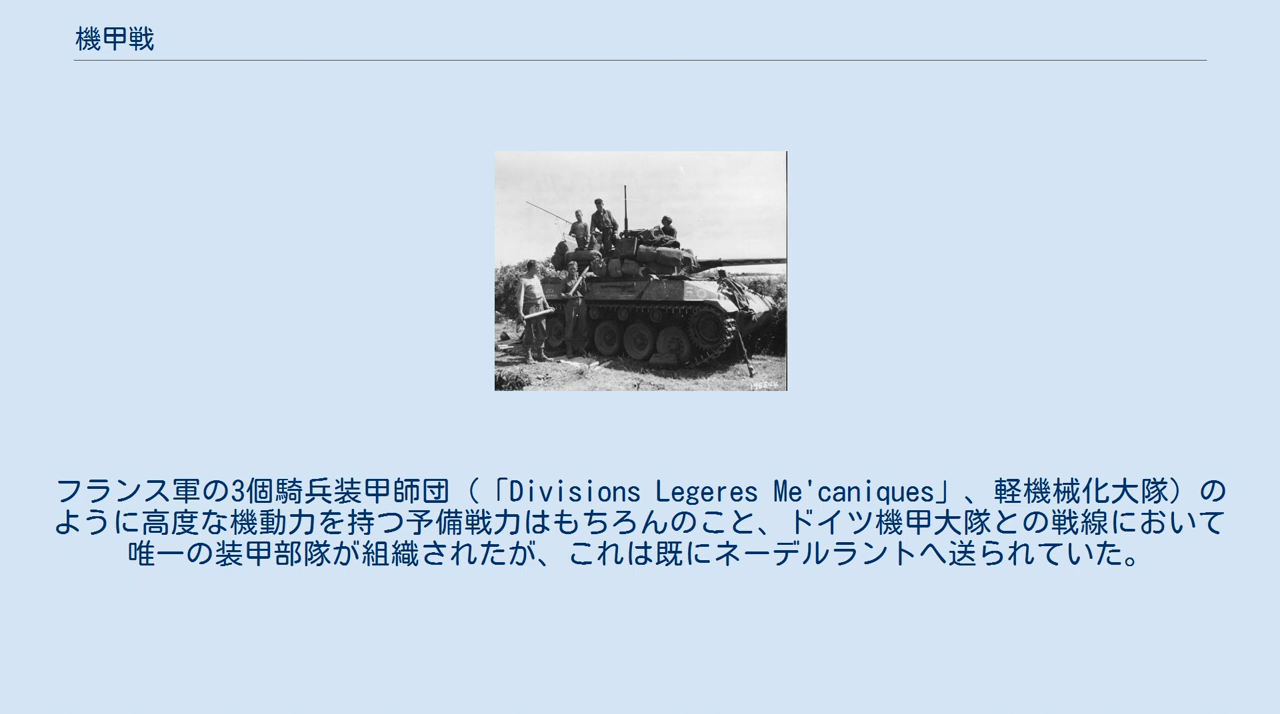 機甲戦
フランス軍の3個騎兵装甲師団（「Divisions Legeres Me'caniques」、軽機械化大隊）の
ように高度な機動力を持つ予備戦力はもちろんのこと、ドイツ機甲大隊との戦線において
唯一の装甲部隊が組織されたが、これは既にネーデルラントへ送られていた。